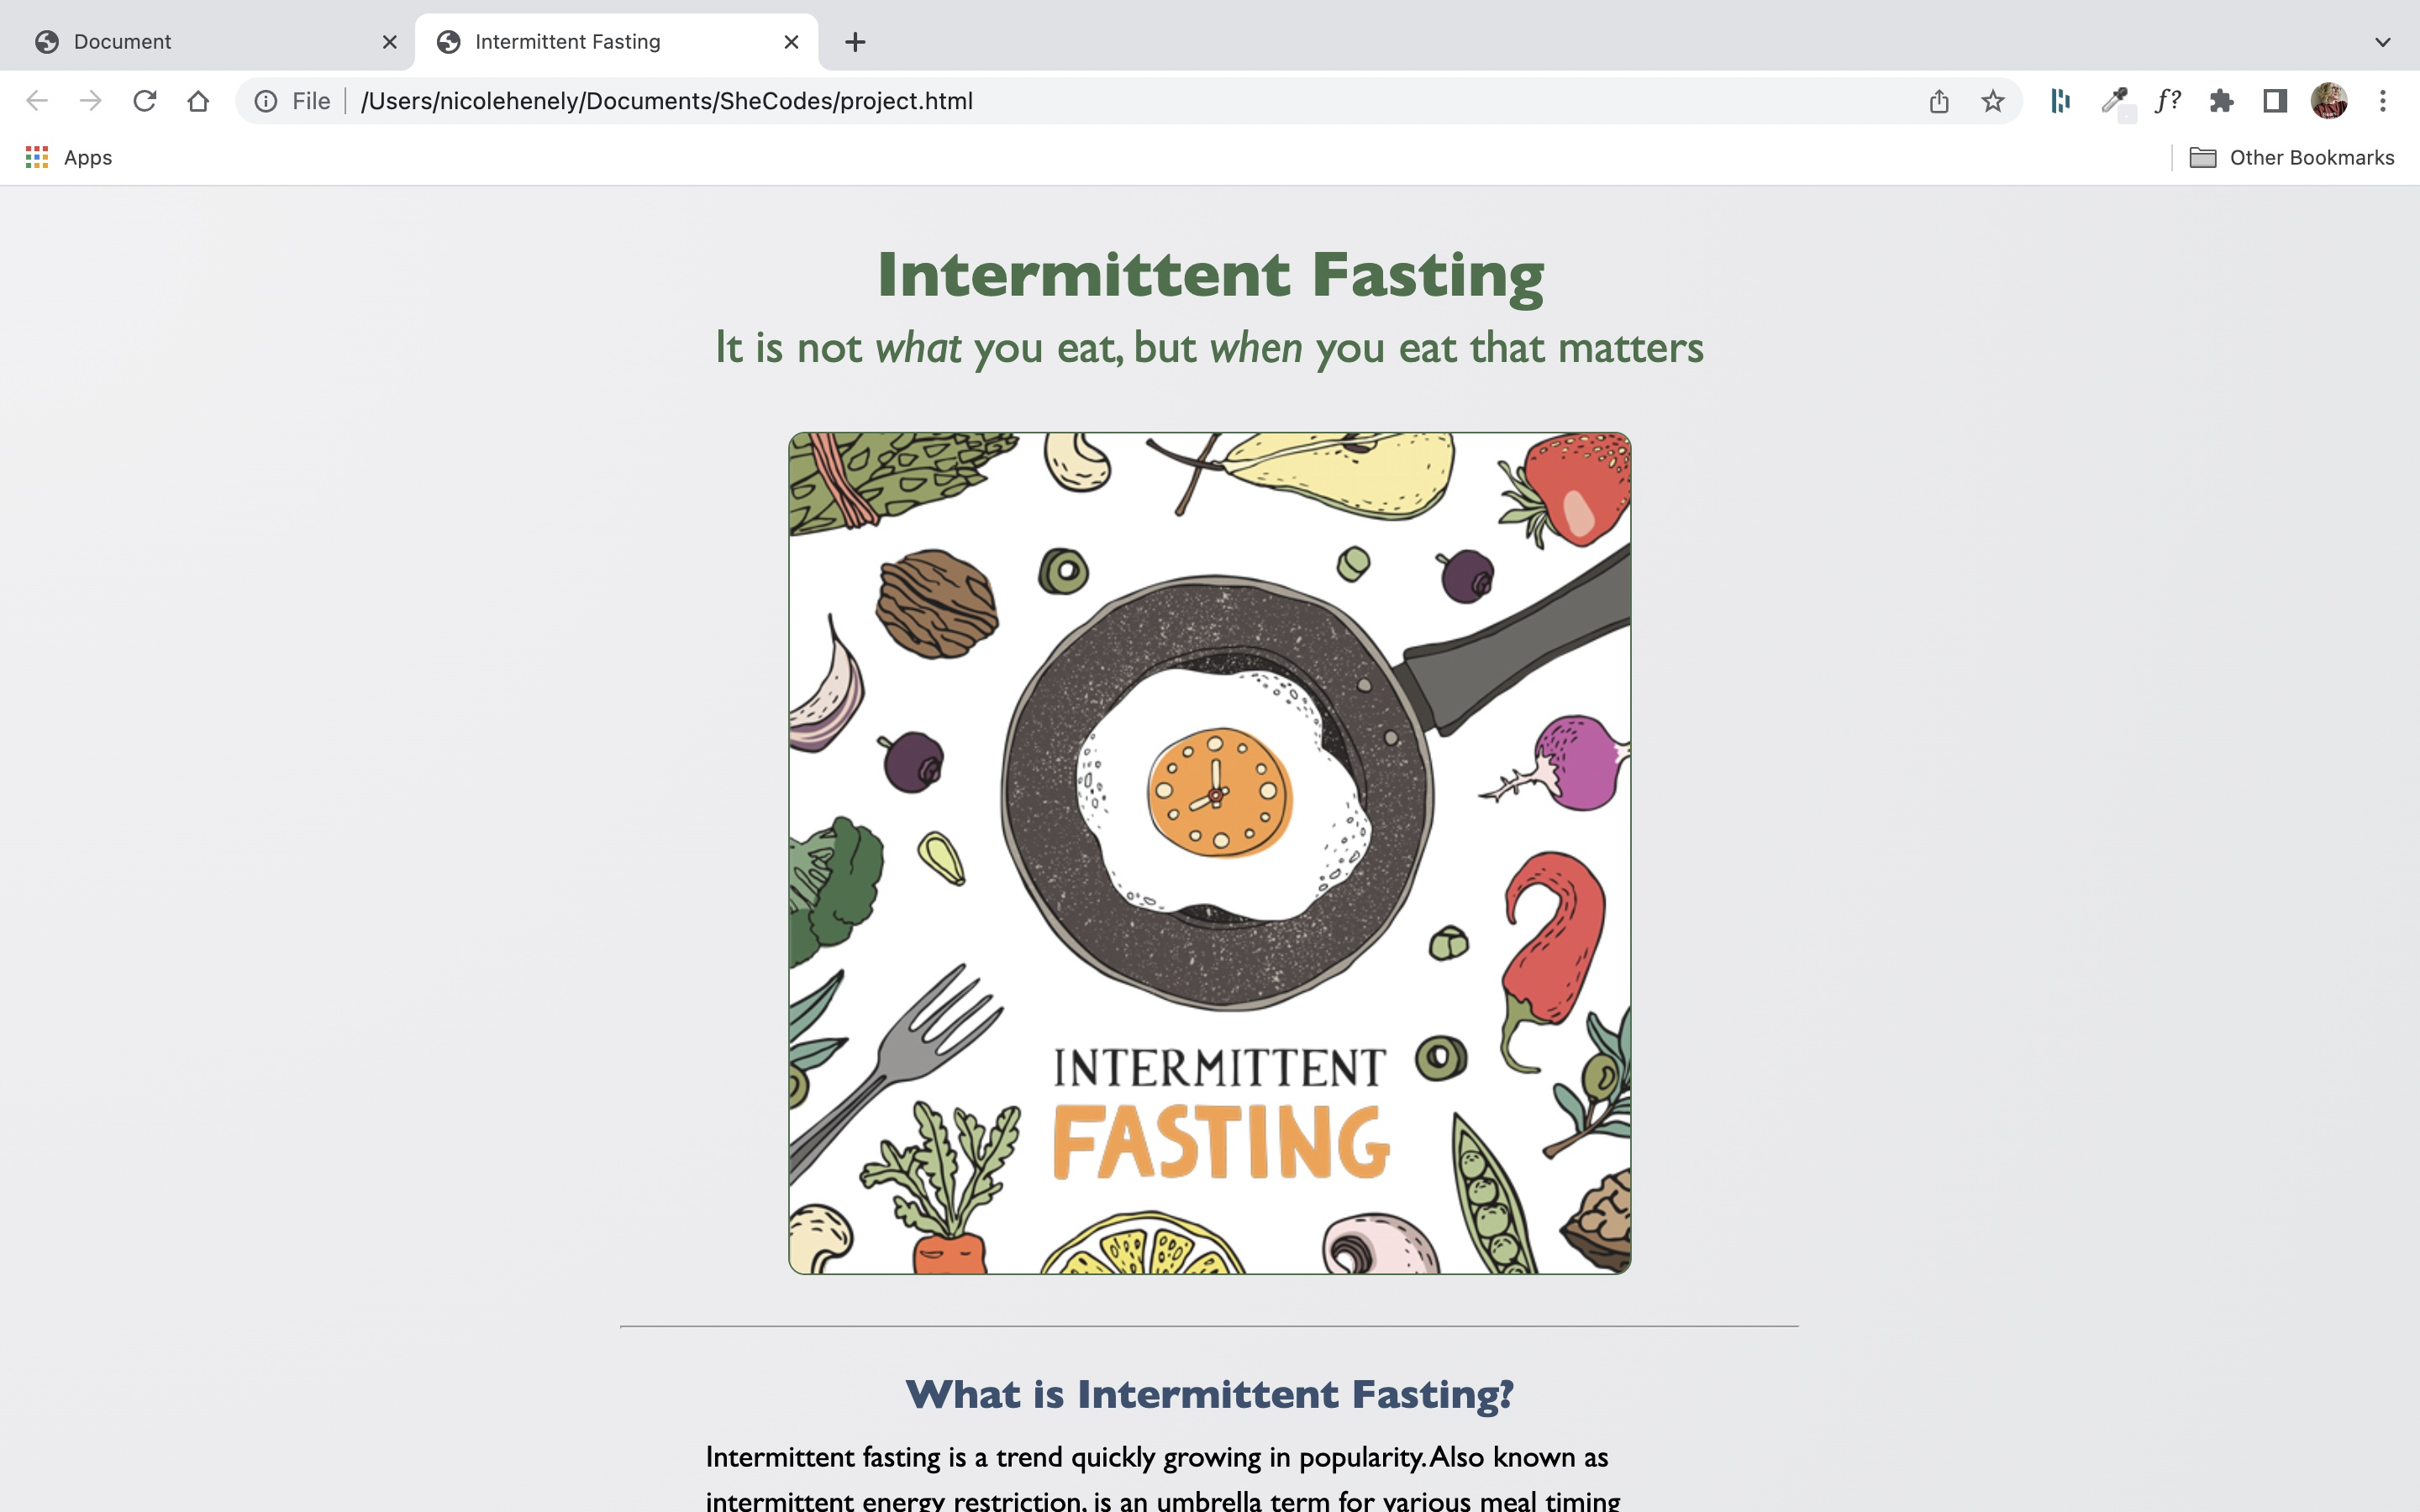 Document
Intermittent Fasting
File
/Users/nicolehenely/Documents/SheCodes/project.html
f?
Apps
Other Bookmarks
Intermittent Fasting
It is not what you eat, but when you eat that matters
INTERMITTENT
FASTING
What is Intermittent Fasting?
Intermittent fasting is a trend quickly growing in popularity. Also known as
intermittent energy restriction, is an umbrella term for various meal timing